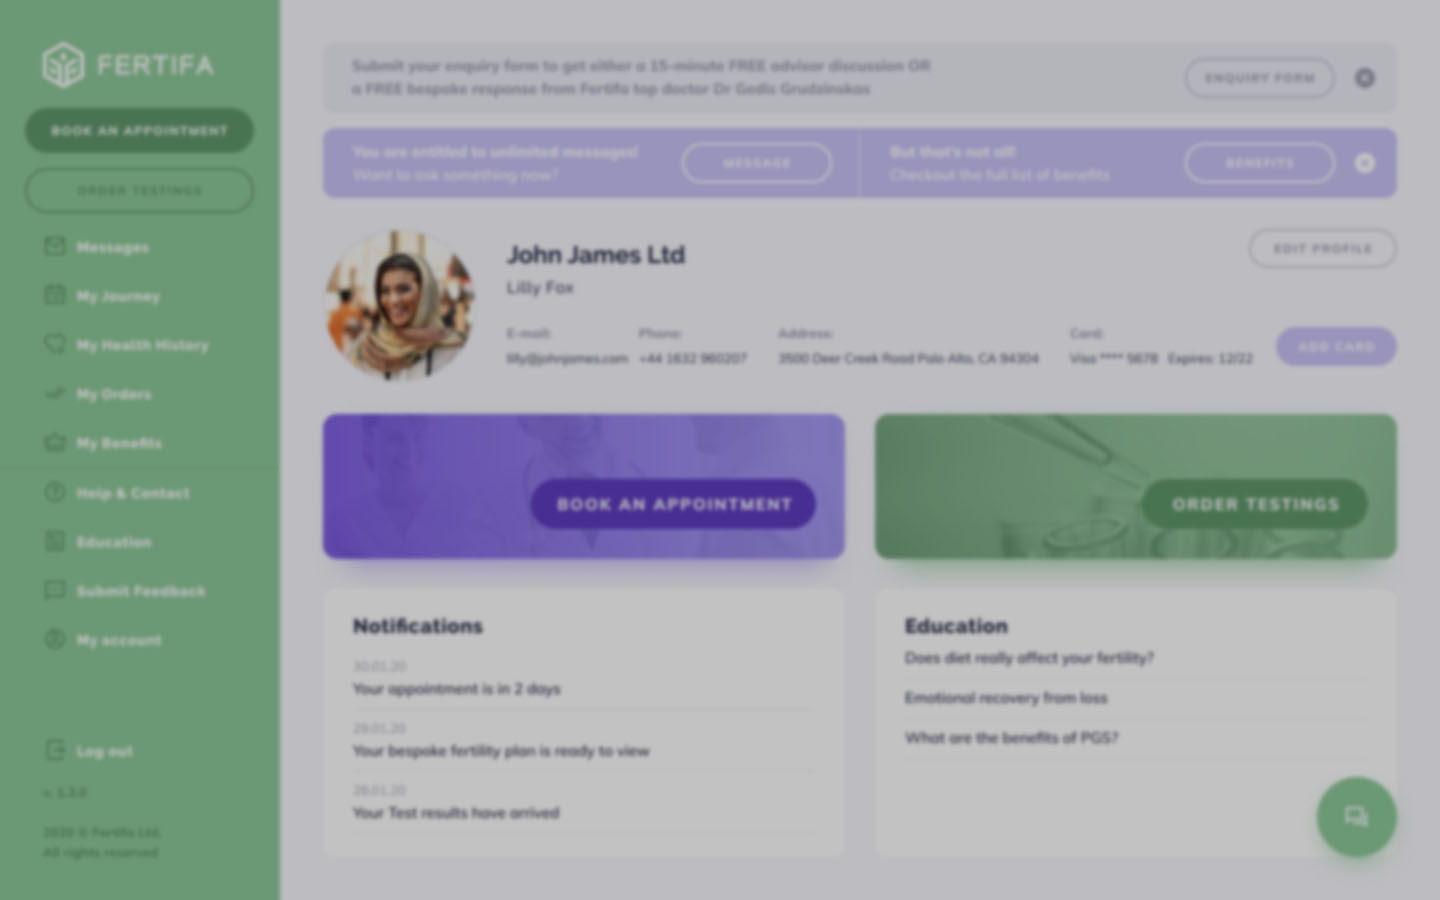 FERTIFA
BOOK AN APPOINTMENT
ORDER TESTINGS
Messages
My Journey
My Health History
My Orders
My Benefits
Help & Contact
Education
Submit Feedback
My account
Log out
v. 1.3.0
2020 © Fertifa Ltd.
All rights reserved
Submit your enquiry form to get either a 15-minute FREE advisor discussion OR
a FREE bespoke response from Fertifa top doctor Dr Gedis Grudzinskas
ENQUIRY FORM
You are entitled to unlimited messages!
Want to ask something now?
MESSAGE
But that's not all!
Checkout the full list of benefits
BENEFITS
John James Ltd
Lilly Fox
EDIT PROFILE
E-mail: Phone: Address: Card:
lilly@johnjames.com +44 1632 960207 3500 Deer Creek Road Palo Alto, CA 94304 Visa **** 5678 Expires: 12/22
ADD CARD
BOOK AN APPOINTMENT
ORDER TESTINGS
Notifications
30.01.20
Your appointment is in 2 days
29.01.20
Your bespoke fertility plan is ready to view
28.01.20
Your Test results have arrived
Education
Does diet really affect your fertility?
Emotional recovery from loss
What are the benefits of PGS?